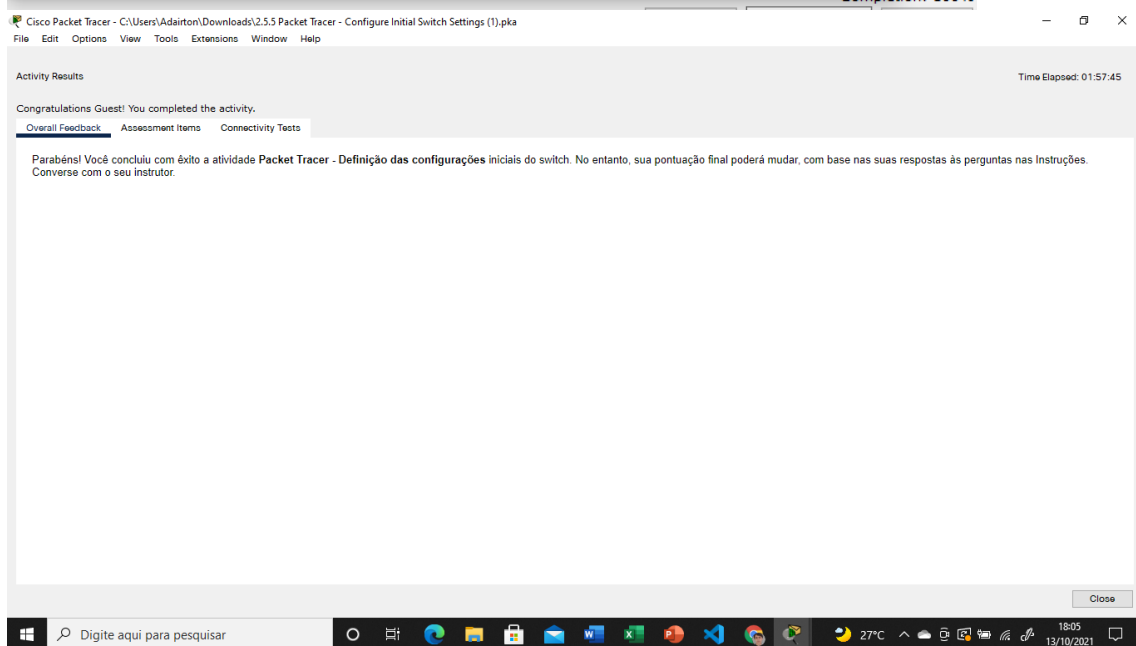 Cisco Packet Tracer - C:\Users\Adairton\Downloads\2.5.5 Packet Tracer - Configure Initial Switch Settings (1).pka
File Edit Options View Tools Extensions Window Help
Activity Results
Time Elapsed: 01:57:45
Congratulations Guest! You completed the activity.
Overall Feedback Assessment Items Connectivity Tests
Parabéns! Você concluiu com êxito a atividade Packet Tracer - Definição das configurações iniciais do switch. No entanto, sua pontuação final poderá mudar, com base nas suas respostas às perguntas nas Instruções.
Converse com o seu instrutor.
Close
Digite aqui para pesquisar
27°C
18:05
13/10/2021